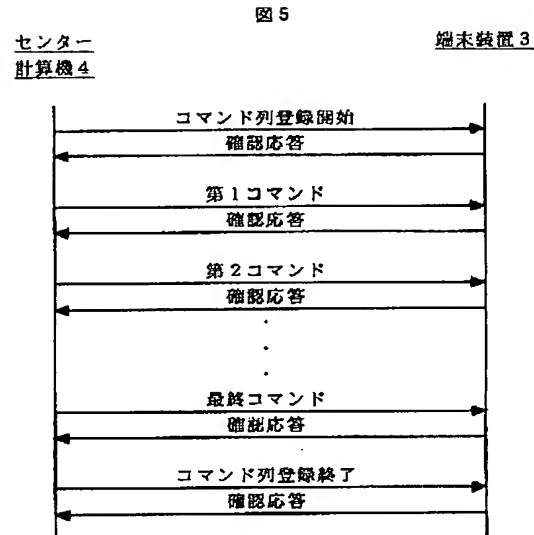 図5
センター
計算機4
端末装置3
コマンド列登録開始
確認応答
第1コマンド
確認応答
第2コマンド
確認応答
最終コマンド
確認応答
コマンド列登録終了
確認応答